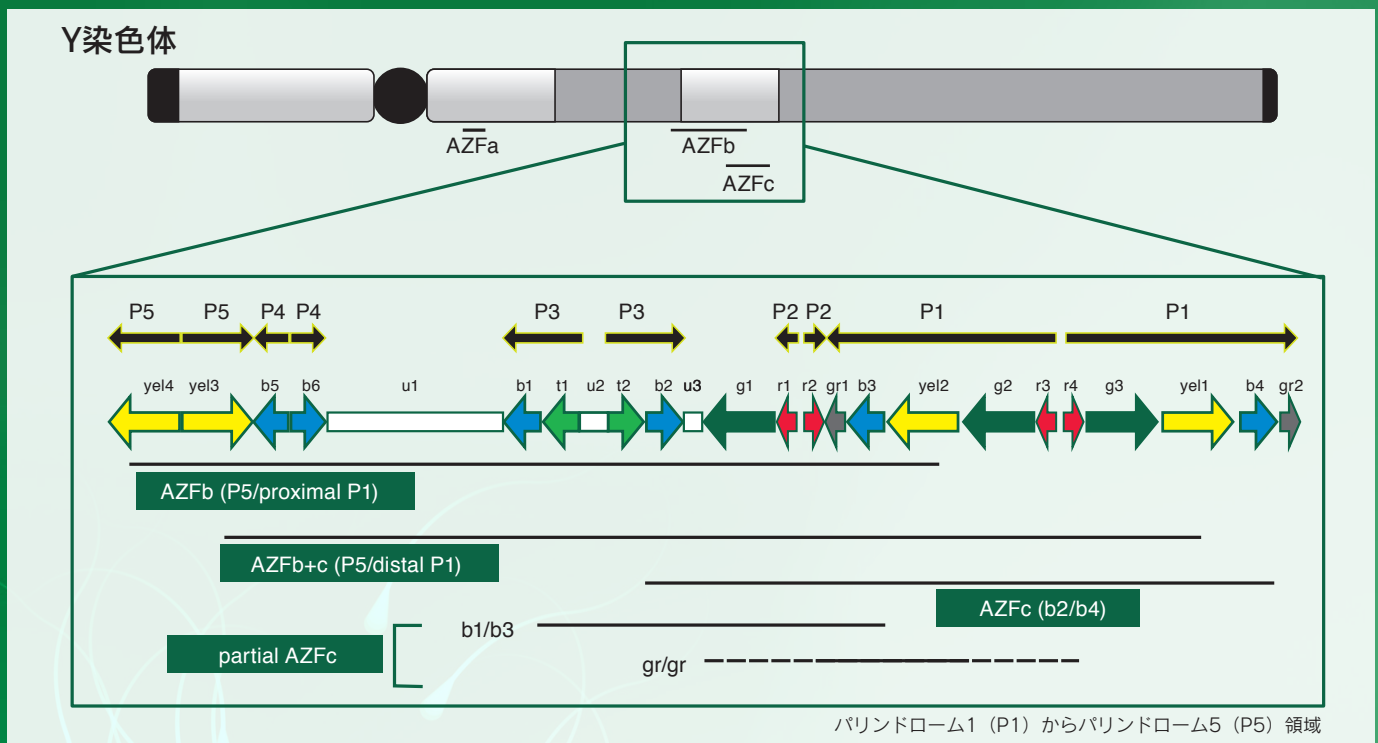 Y染色体
AZFa
AZFb
AZFc
P5 P5 P4 P4 P3 P3 P2 P2 P1 P1
yel4 yel3 b5 b6 u1 b1 t1 u2 t2 b2 u3 g1 r1 r2 gr1 b3 yel2 g2 r3 r4 g3 yel1 b4 gr2
AZFb (P5/proximal P1)
AZFb+c (P5/distal P1)
AZFc (b2/b4)
partial AZFc
b1/b3
gr/gr
パリンドローム1（P1）からパリンドローム5（P5）領域